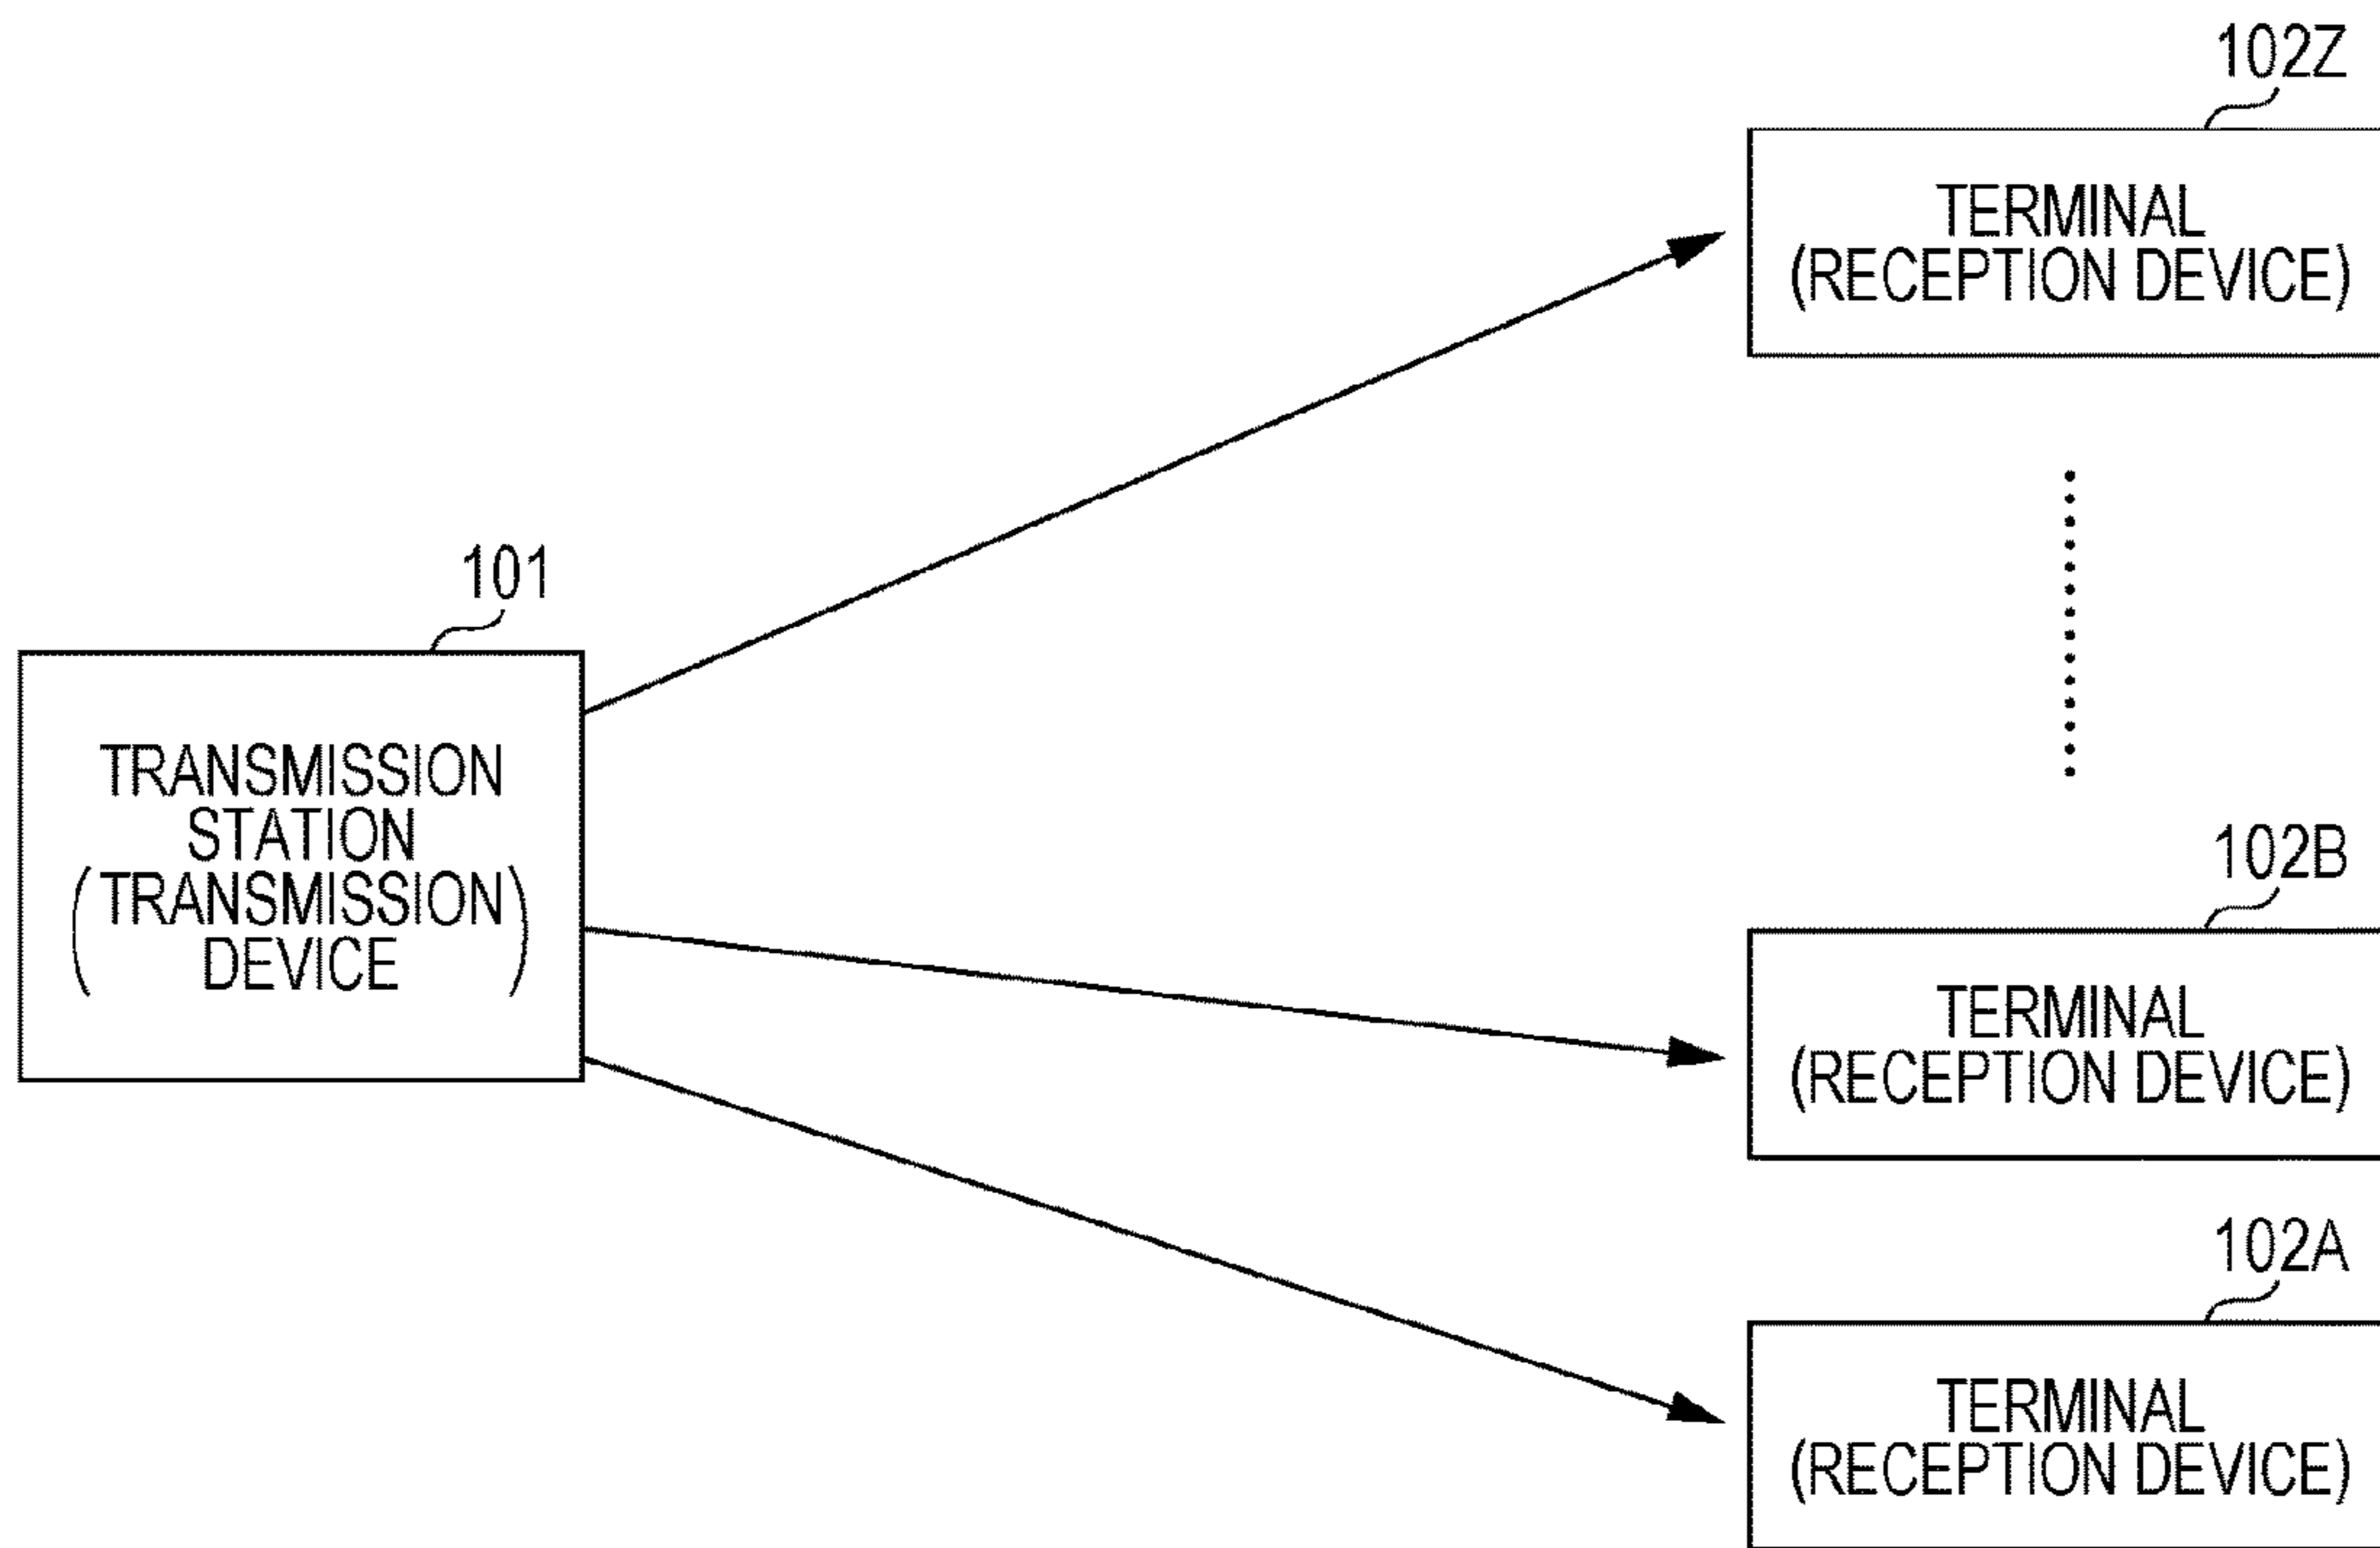 102Z
TERMINAL
(RECEPTION DEVICE)
101
TRANSMISSION
STATION
(TRANSMISSION
DEVICE)
102B
TERMINAL
(RECEPTION DEVICE)
102A
TERMINAL
(RECEPTION DEVICE)